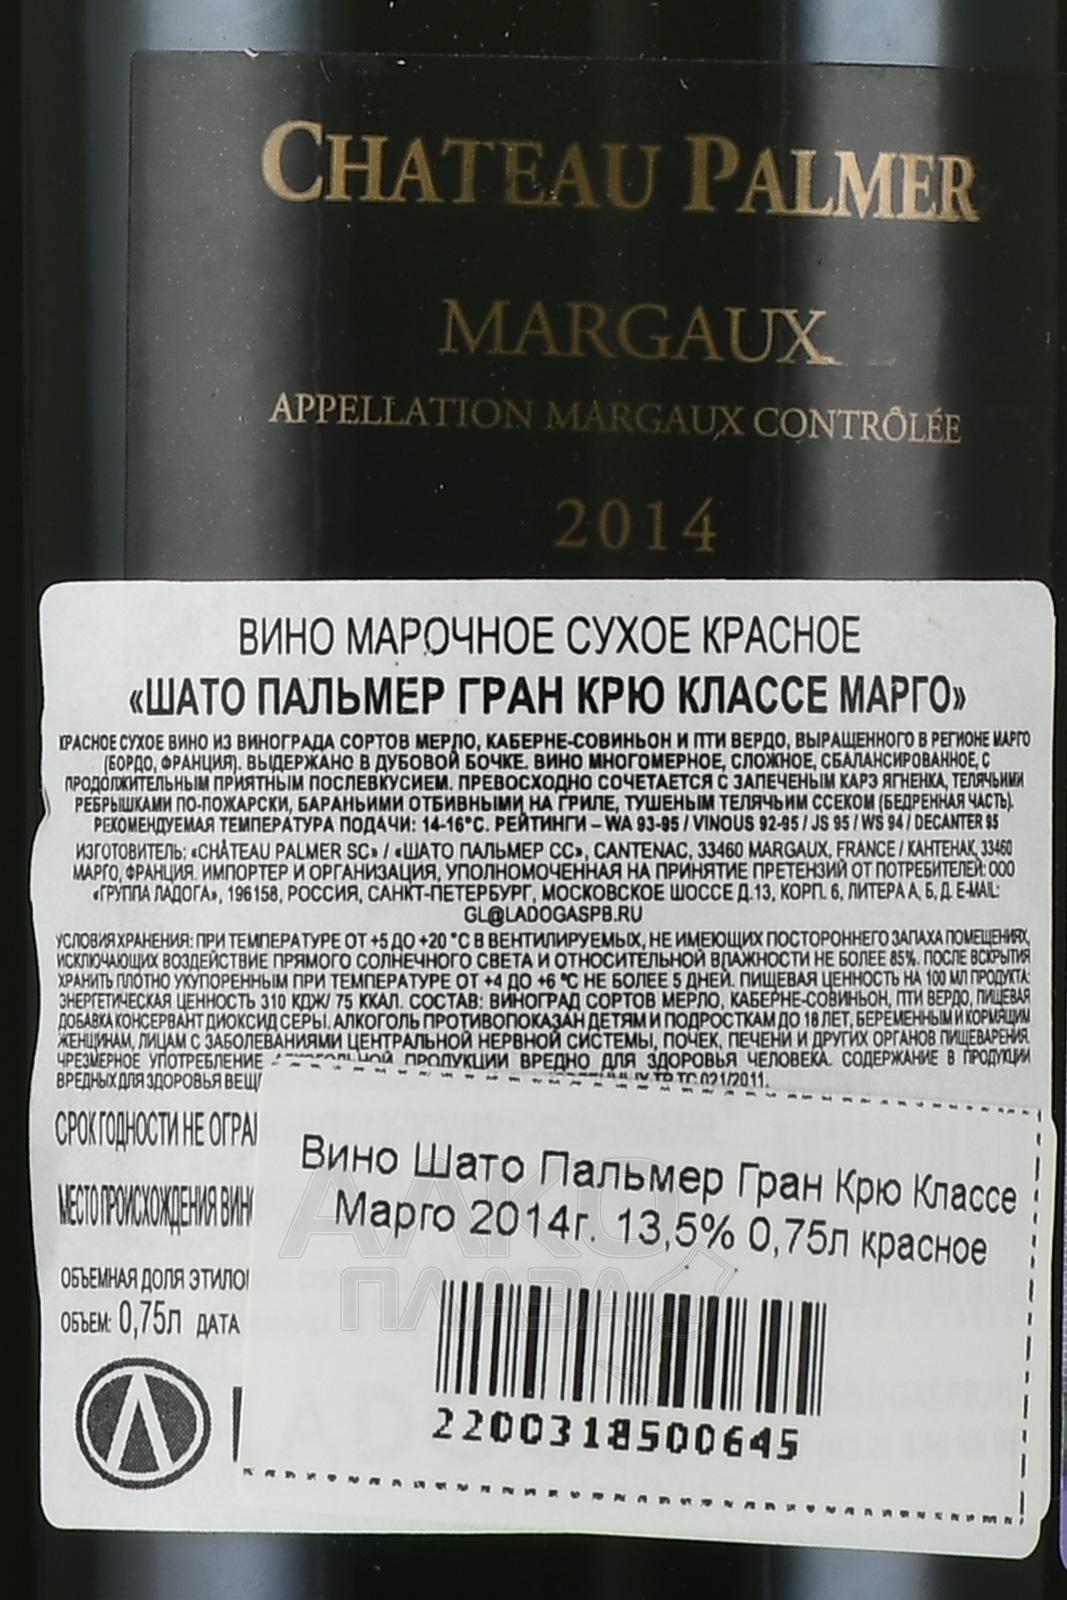 CHATEAU PALMER
MARGAUX
APPELLATION MARGAUX CONTRÔLÉE
2014
ВИНО МАРОЧНОЕ СУХОЕ КРАСНОЕ
«ШАТО ПАЛЬМЕР ГРАН КРЮ КЛАССЕ МАРГО»
КРАСНОЕ СУХОЕ ВИНО ИЗ ВИНОГРАДА СОРТОВ МЕРЛО, КАБЕРНЕ-СОВИНЬОН И ПТИ ВЕРДО, ВЫРАЩЕННОГО В РЕГИОНЕ МАРГО
(БОРДО, ФРАНЦИЯ). ВЫДЕРЖАНО В ДУБОВОЙ БОЧКЕ. ВИНО МНОГОМЕРНОЕ, СЛОЖНОЕ, СБАЛАНСИРОВАННОЕ, С
ПРОДОЛЖИТЕЛЬНЫМ ПРИЯТНЫМ ПОСЛЕВКУСИЕМ. ПРЕВОСХОДНО СОЧЕТАЕТСЯ С ЗАПЕЧЕНЫМ КАРЭ ЯГНЕНКА, ТЕЛЯЧЬИМИ
РЕБРЫШКАМИ ПО-ПОЖАРСКИ, БАРАНЬИМИ ОТБИВНЫМИ НА ГРИЛЕ, ТУШЕНЫМ ТЕЛЯЧЬИМ ССЕКОМ (БЕДРЕННАЯ ЧАСТЬ).
РЕКОМЕНДУЕМАЯ ТЕМПЕРАТУРА ПОДАЧИ: 14-16°С. РЕЙТИНГИ – WA 93-95 / VINOUS 92-95 / JS 95 / WS 94 / DECANTER 95
ИЗГОТОВИТЕЛЬ: «CHÂTEAU PALMER SC» / «ШАТО ПАЛЬМЕР СС», CANTENAC, 33460 MARGAUX, FRANCE / КАНТЕНАК, 33460
МАРГО, ФРАНЦИЯ. ИМПОРТЕР И ОРГАНИЗАЦИЯ, УПОЛНОМОЧЕННАЯ НА ПРИНЯТИЕ ПРЕТЕНЗИЙ ОТ ПОТРЕБИТЕЛЕЙ: ООО
«ГРУППА ЛАДОГА», 196158, РОССИЯ, САНКТ-ПЕТЕРБУРГ, МОСКОВСКОЕ ШОССЕ Д.13, КОРП. 6, ЛИТЕРА А, Б, Д. E-MAIL:
GL@LADOGASPB.RU
УСЛОВИЯ ХРАНЕНИЯ: ПРИ ТЕМПЕРАТУРЕ ОТ +5 ДО +20 °С В ВЕНТИЛИРУЕМЫХ, НЕ ИМЕЮЩИХ ПОСТОРОННЕГО ЗАПАХА ПОМЕЩЕНИЯХ,
ИСКЛЮЧАЮЩИХ ВОЗДЕЙСТВИЕ ПРЯМОГО СОЛНЕЧНОГО СВЕТА И ОТНОСИТЕЛЬНОЙ ВЛАЖНОСТИ НЕ БОЛЕЕ 85%. ПОСЛЕ ВСКРЫТИЯ
ХРАНИТЬ ПЛОТНО УКУПОРЕННЫМ ПРИ ТЕМПЕРАТУРЕ ОТ +4 ДО +6 °С НЕ БОЛЕЕ 5 ДНЕЙ. ПИЩЕВАЯ ЦЕННОСТЬ НА 100 МЛ ПРОДУКТА:
ЭНЕРГЕТИЧЕСКАЯ ЦЕННОСТЬ 310 КДЖ/ 75 ККАЛ. СОСТАВ: ВИНОГРАД СОРТОВ МЕРЛО, КАБЕРНЕ-СОВИНЬОН, ПТИ ВЕРДО, ПИЩЕВАЯ
ДОБАВКА КОНСЕРВАНТ ДИОКСИД СЕРЫ. АЛКОГОЛЬ ПРОТИВОПОКАЗАН ДЕТЯМ И ПОДРОСТКАМ ДО 18 ЛЕТ, БЕРЕМЕННЫМ И КОРМЯЩИМ
ЖЕНЩИНАМ, ЛИЦАМ С ЗАБОЛЕВАНИЯМИ ЦЕНТРАЛЬНОЙ НЕРВНОЙ СИСТЕМЫ, ПОЧЕК, ПЕЧЕНИ И ДРУГИХ ОРГАНОВ ПИЩЕВАРЕНИЯ.
ЧРЕЗМЕРНОЕ УПОТРЕБЛЕНИЕ АЛКОГОЛЬНОЙ ПРОДУКЦИИ ВРЕДНО ДЛЯ ЗДОРОВЬЯ ЧЕЛОВЕКА. СОДЕРЖАНИЕ В ПРОДУКЦИИ
ВРЕДНЫХ ДЛЯ ЗДОРОВЬЯ ВЕЩ ТР ТС 021/2011.
СРОК ГОДНОСТИ НЕ ОГРАН
МЕСТО ПРОИСХОЖДЕНИЯ ВИН
ОБЪЕМНАЯ ДОЛЯ ЭТИЛО
ОБЪЕМ: 0,75Л ДАТА
Вино Шато Пальмер Гран Крю Классе
Марго 2014г. 13,5% 0,75л красное
АЛКО
ПЛАЗА
2200318500645